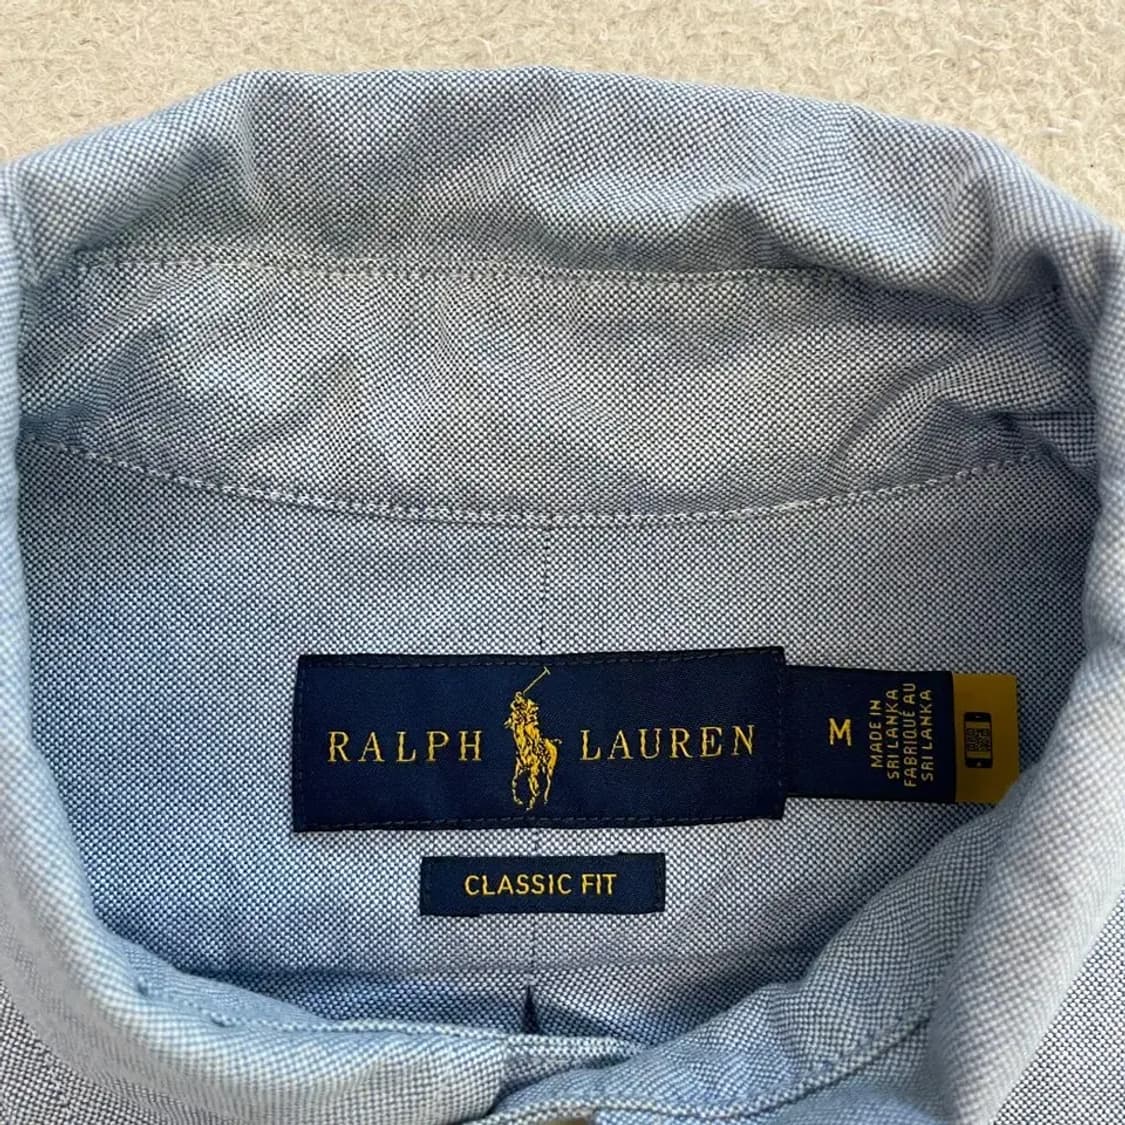 RALPH LAUREN
M
MADE IN
SRI LANKA
FABRIQUÉ AU
SRI LANKA
CLASSIC FIT